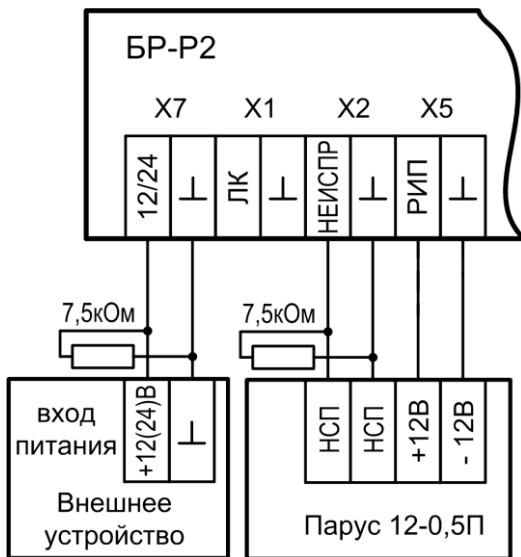 БР-Р2
X7 X1 X2 X5
12/24 ⊥ ЛК ⊥ НЕИСПР ⊥ РИП ⊥
7,5кОм 7,5кОм
вход
питания
+12(24)В ⊥
Внешнее
устройство
НСП НСП +12В - 12В
Парус 12-0,5П